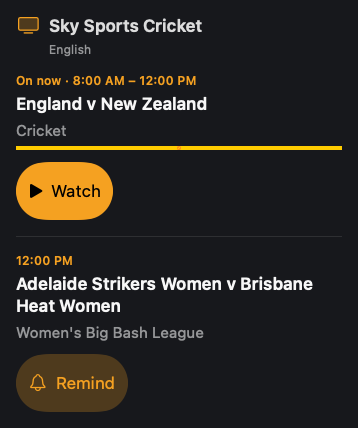 Sky Sports Cricket
English
On now · 8:00 AM – 12:00 PM
England v New Zealand
Cricket
Watch
12:00 PM
Adelaide Strikers Women v Brisbane
Heat Women
Women's Big Bash League
Remind